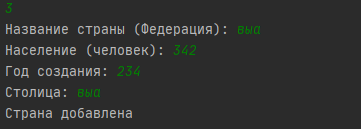 3
Название страны (Федерация): выа
Население (человек): 342
Год создания: 234
Столица: выа
Страна добавлена